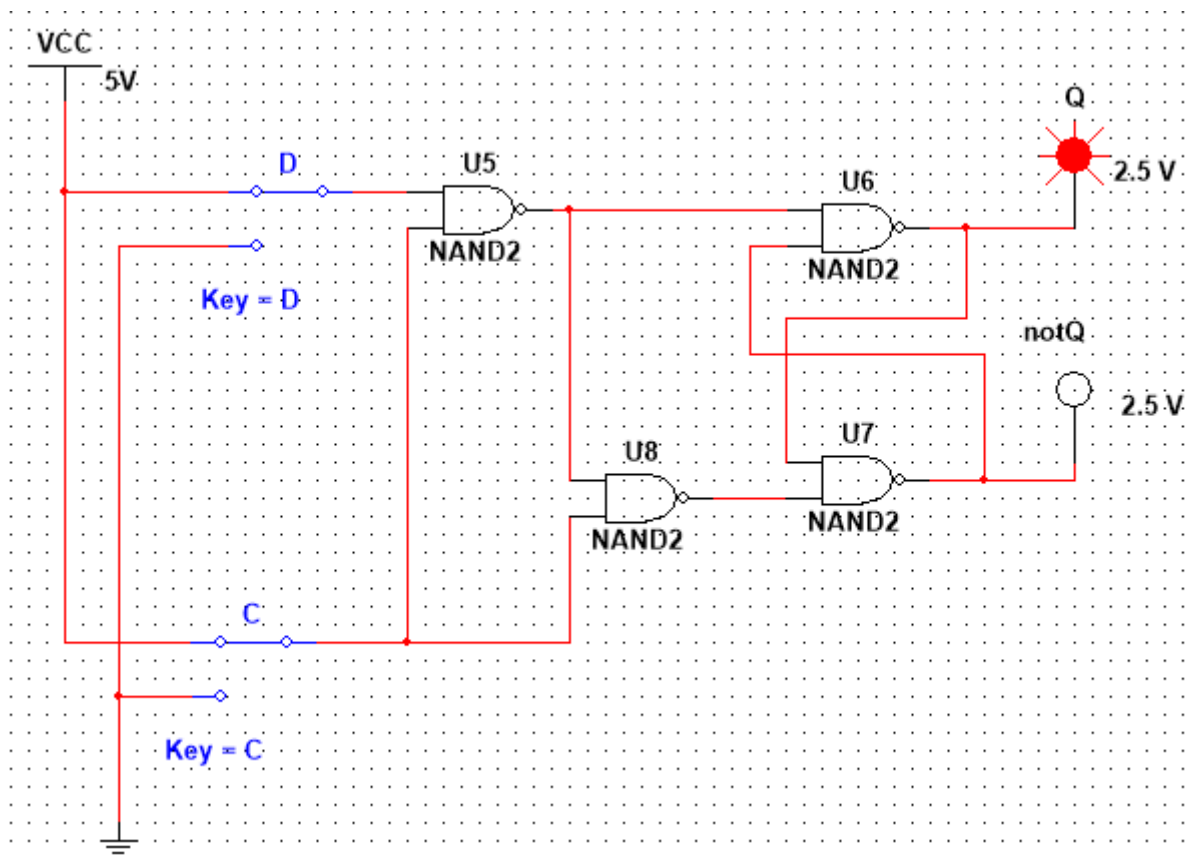 VCC
5V
Q
2.5 V
D
U5
NAND2
Key = D
U6
NAND2
notQ
2.5 V
U7
NAND2
U8
NAND2
C
Key = C